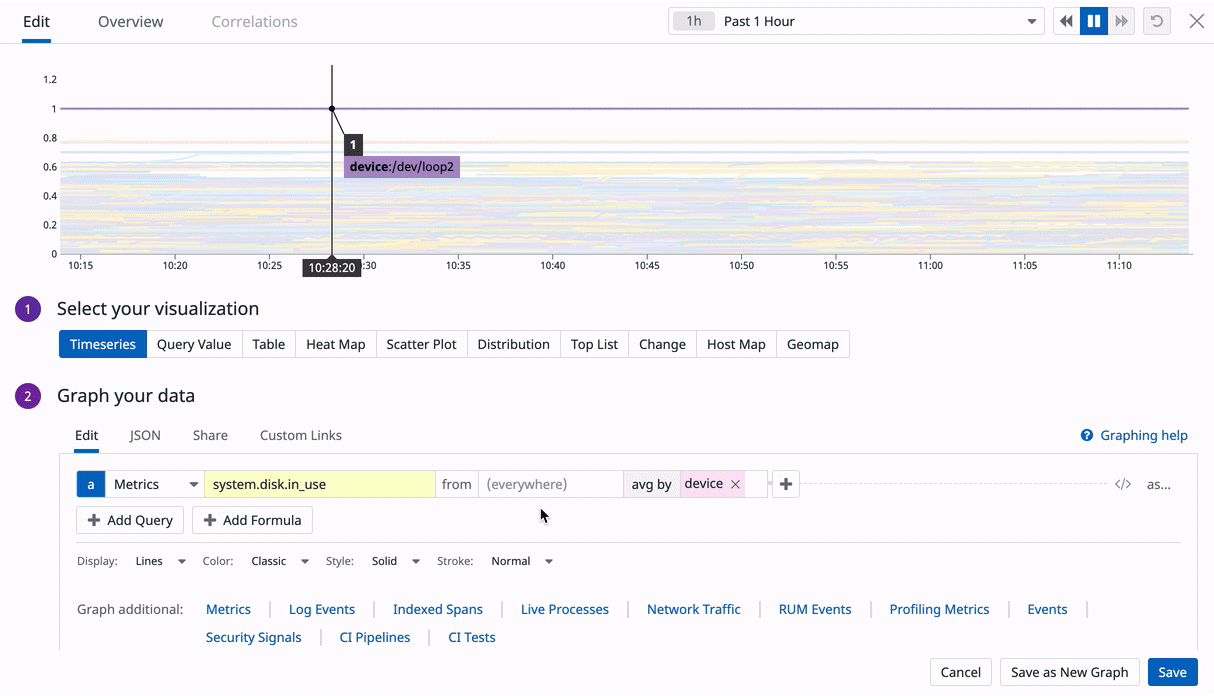 Edit Overview Correlations 1h Past 1 Hour
1.2
1
0.8
0.6
0.4
0.2
0
1
device:/dev/loop2
10:15 10:20 10:25 10:28:20 :30 10:35 10:40 10:45 10:50 10:55 11:00 11:05 11:10
1 Select your visualization
Timeseries Query Value Table Heat Map Scatter Plot Distribution Top List Change Host Map Geomap
2 Graph your data
Edit JSON Share Custom Links ? Graphing help
a Metrics system.disk.in_use from (everywhere) avg by device × + </> as...
+ Add Query + Add Formula
Display: Lines Color: Classic Style: Solid Stroke: Normal
Graph additional: Metrics | Log Events | Indexed Spans | Live Processes | Network Traffic | RUM Events | Profiling Metrics | Events |
Security Signals | CI Pipelines | CI Tests
Cancel Save as New Graph Save